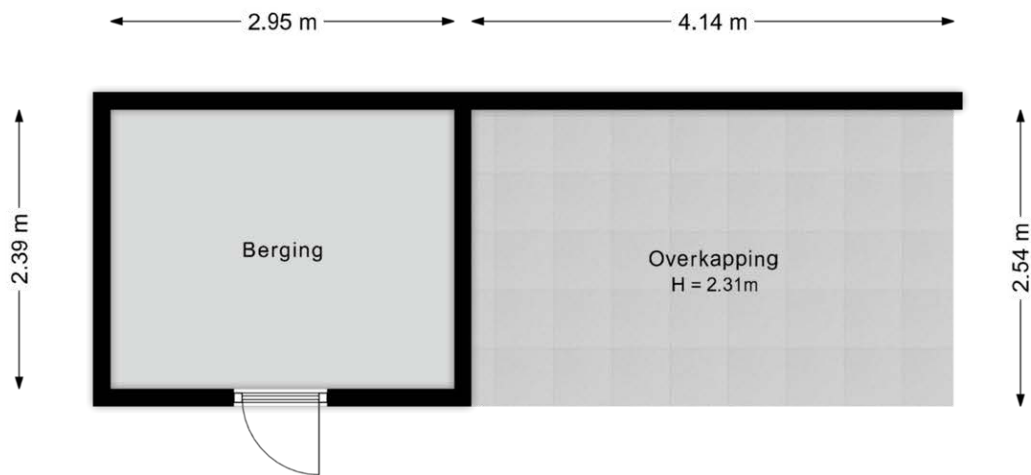 2.95 m
4.14 m
2.39 m
Berging
Overkapping
H = 2.31m
2.54 m